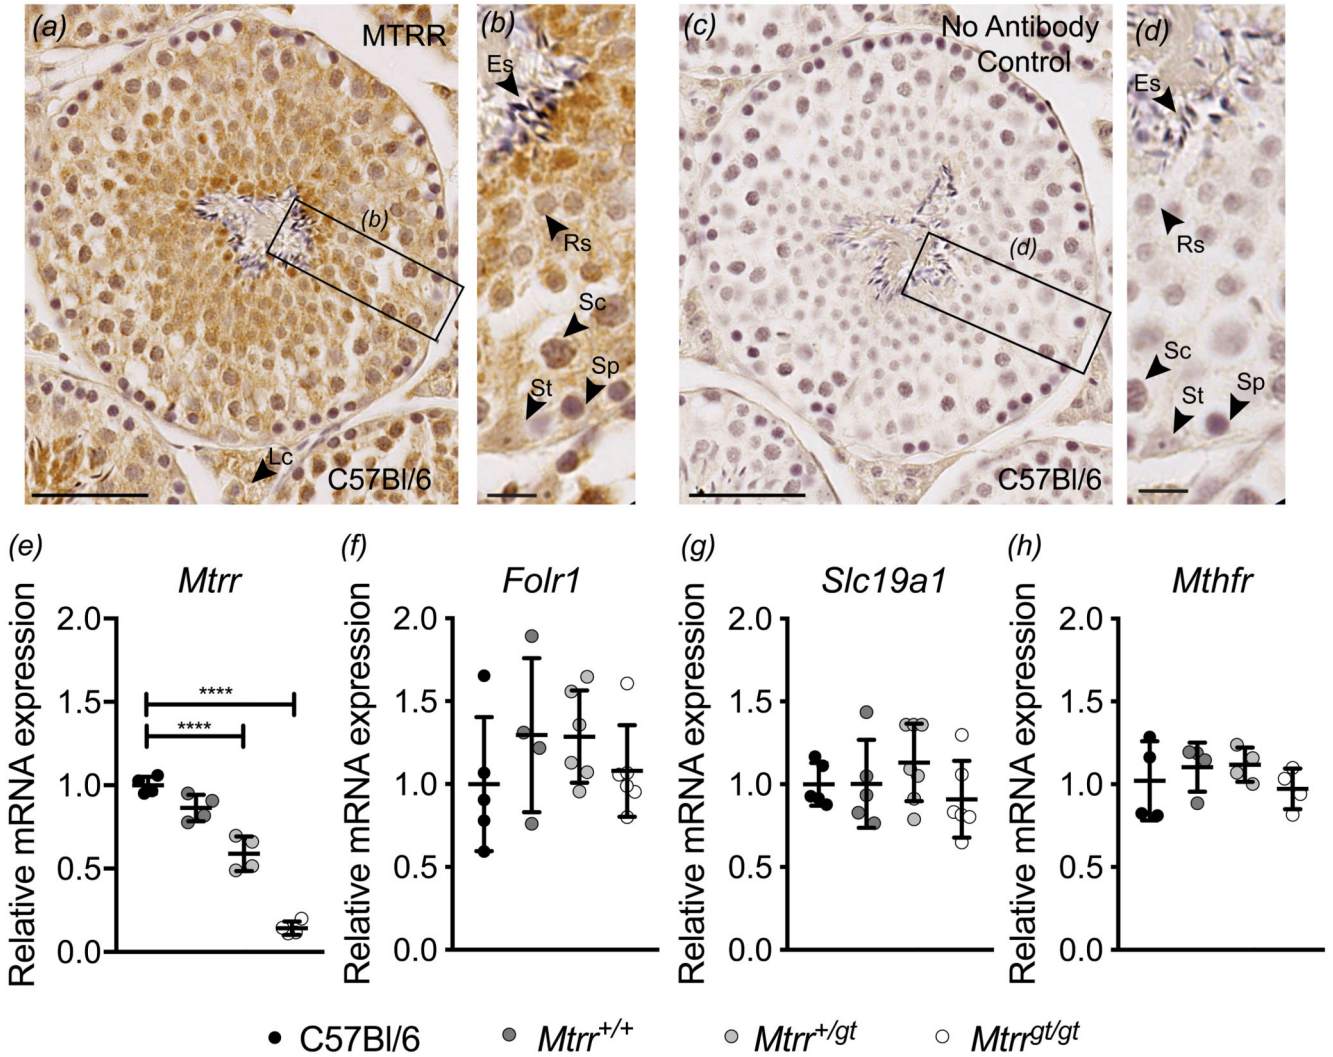 (a)
MTRR
Lc
C57Bl/6
(b)
(b)
Es
Rs
Sc
Sp
St
(c)
No Antibody
Control
(d)
C57Bl/6
(d)
Es
Rs
Sc
St
Sp
(e)
Mtrr
Relative mRNA expression
2.0
1.5
1.0
0.5
0.0
****
****
(f)
Folr1
Relative mRNA expression
2.0
1.5
1.0
0.5
0.0
(g)
Slc19a1
Relative mRNA expression
2.0
1.5
1.0
0.5
0.0
(h)
Mthfr
Relative mRNA expression
2.0
1.5
1.0
0.5
0.0
C57Bl/6 Mtrr+/+ Mtrr+/gt Mtrrgt/gt